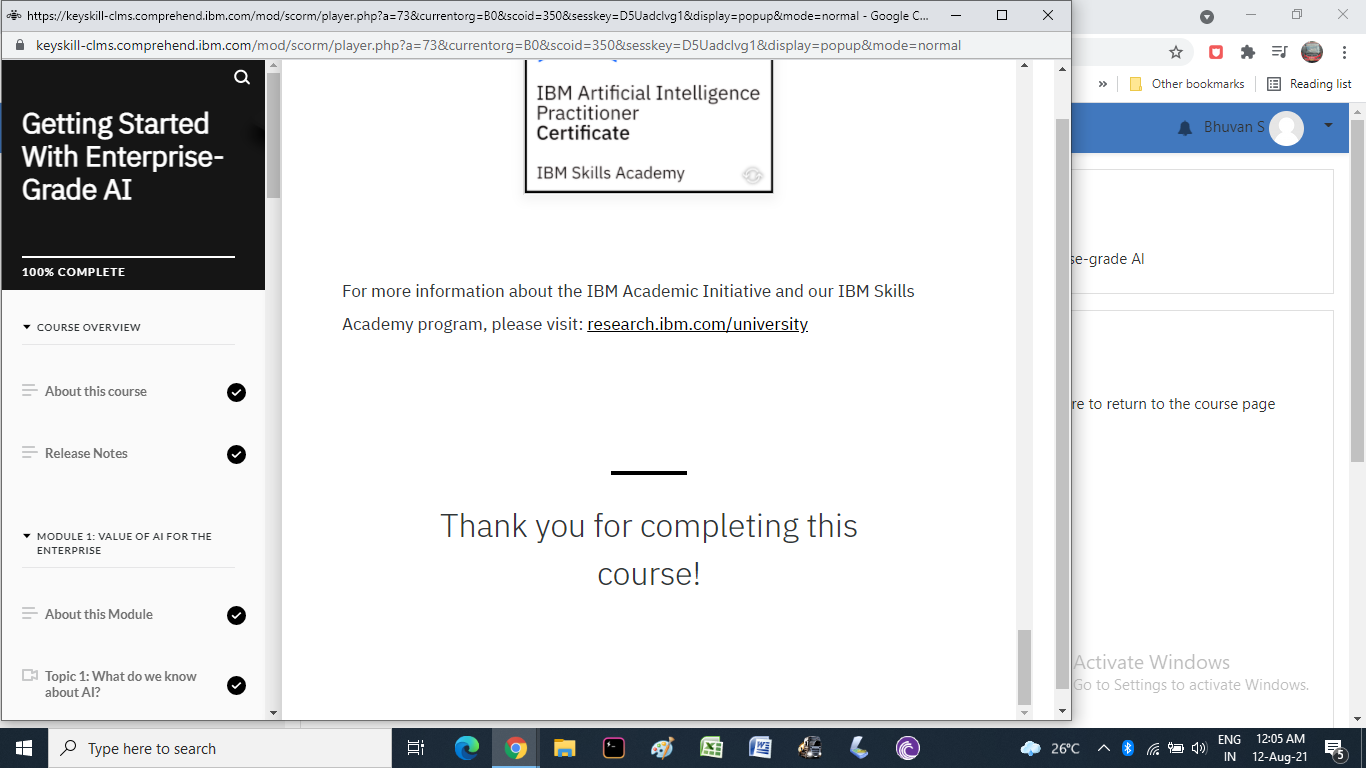 https://keyskill-clms.comprehend.ibm.com/mod/scorm/player.php?a=73&currentorg=B0&scoid=350&sesskey=D5Uadclvg1&display=popup&mode=normal - Google C...
keyskill-clms.comprehend.ibm.com/mod/scorm/player.php?a=73&currentorg=B0&scoid=350&sesskey=D5Uadclvg1&display=popup&mode=normal
Getting Started
With Enterprise-
Grade AI
100% COMPLETE
COURSE OVERVIEW
About this course
Release Notes
MODULE 1: VALUE OF AI FOR THE
ENTERPRISE
About this Module
Topic 1: What do we know
about AI?
IBM Artificial Intelligence
Practitioner
Certificate
IBM Skills Academy
For more information about the IBM Academic Initiative and our IBM Skills
Academy program, please visit: research.ibm.com/university
Thank you for completing this
course!
» Other bookmarks Reading list
Bhuvan S
se-grade AI
re to return to the course page
Activate Windows
Go to Settings to activate Windows.
Type here to search
26°C
ENG
IN
12:05 AM
12-Aug-21
5